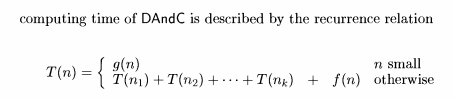 computing time of DAndC is described by the recurrence relation
T(n) = { g(n) n small
T(n₁) + T(n₂) + ⋯ + T(nₖ) + f(n) otherwise